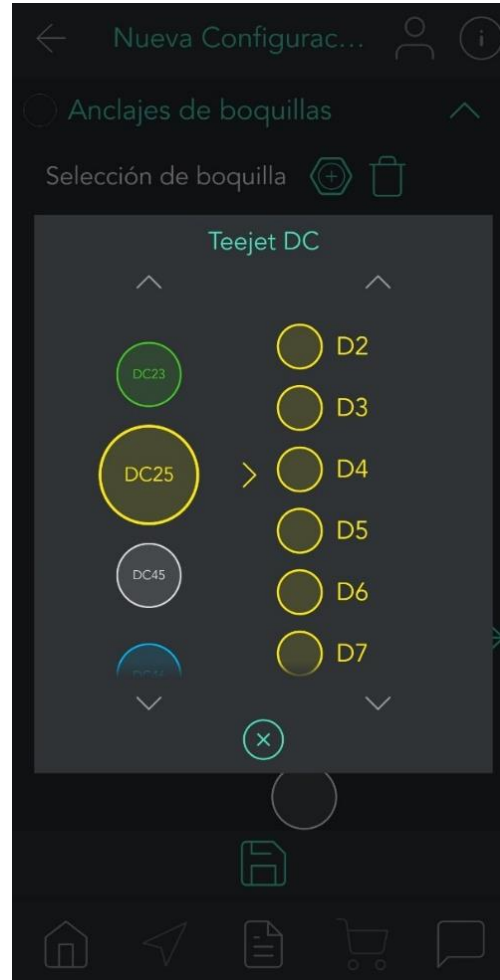 Nueva Configurac...
Anclajes de boquillas
Selección de boquilla
Teejet DC
DC23
DC25
DC45
DC46
D2
D3
D4
D5
D6
D7